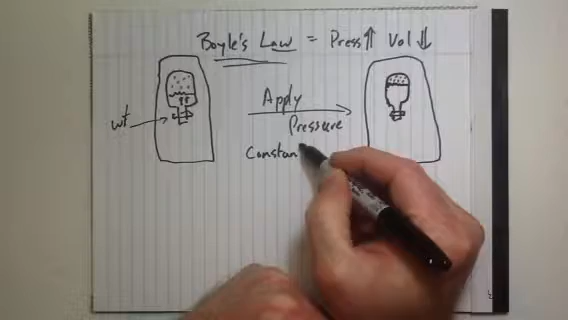 Boyle's Law = Press⇑ Vol⇓
Apply
Pressure
wt
Constan